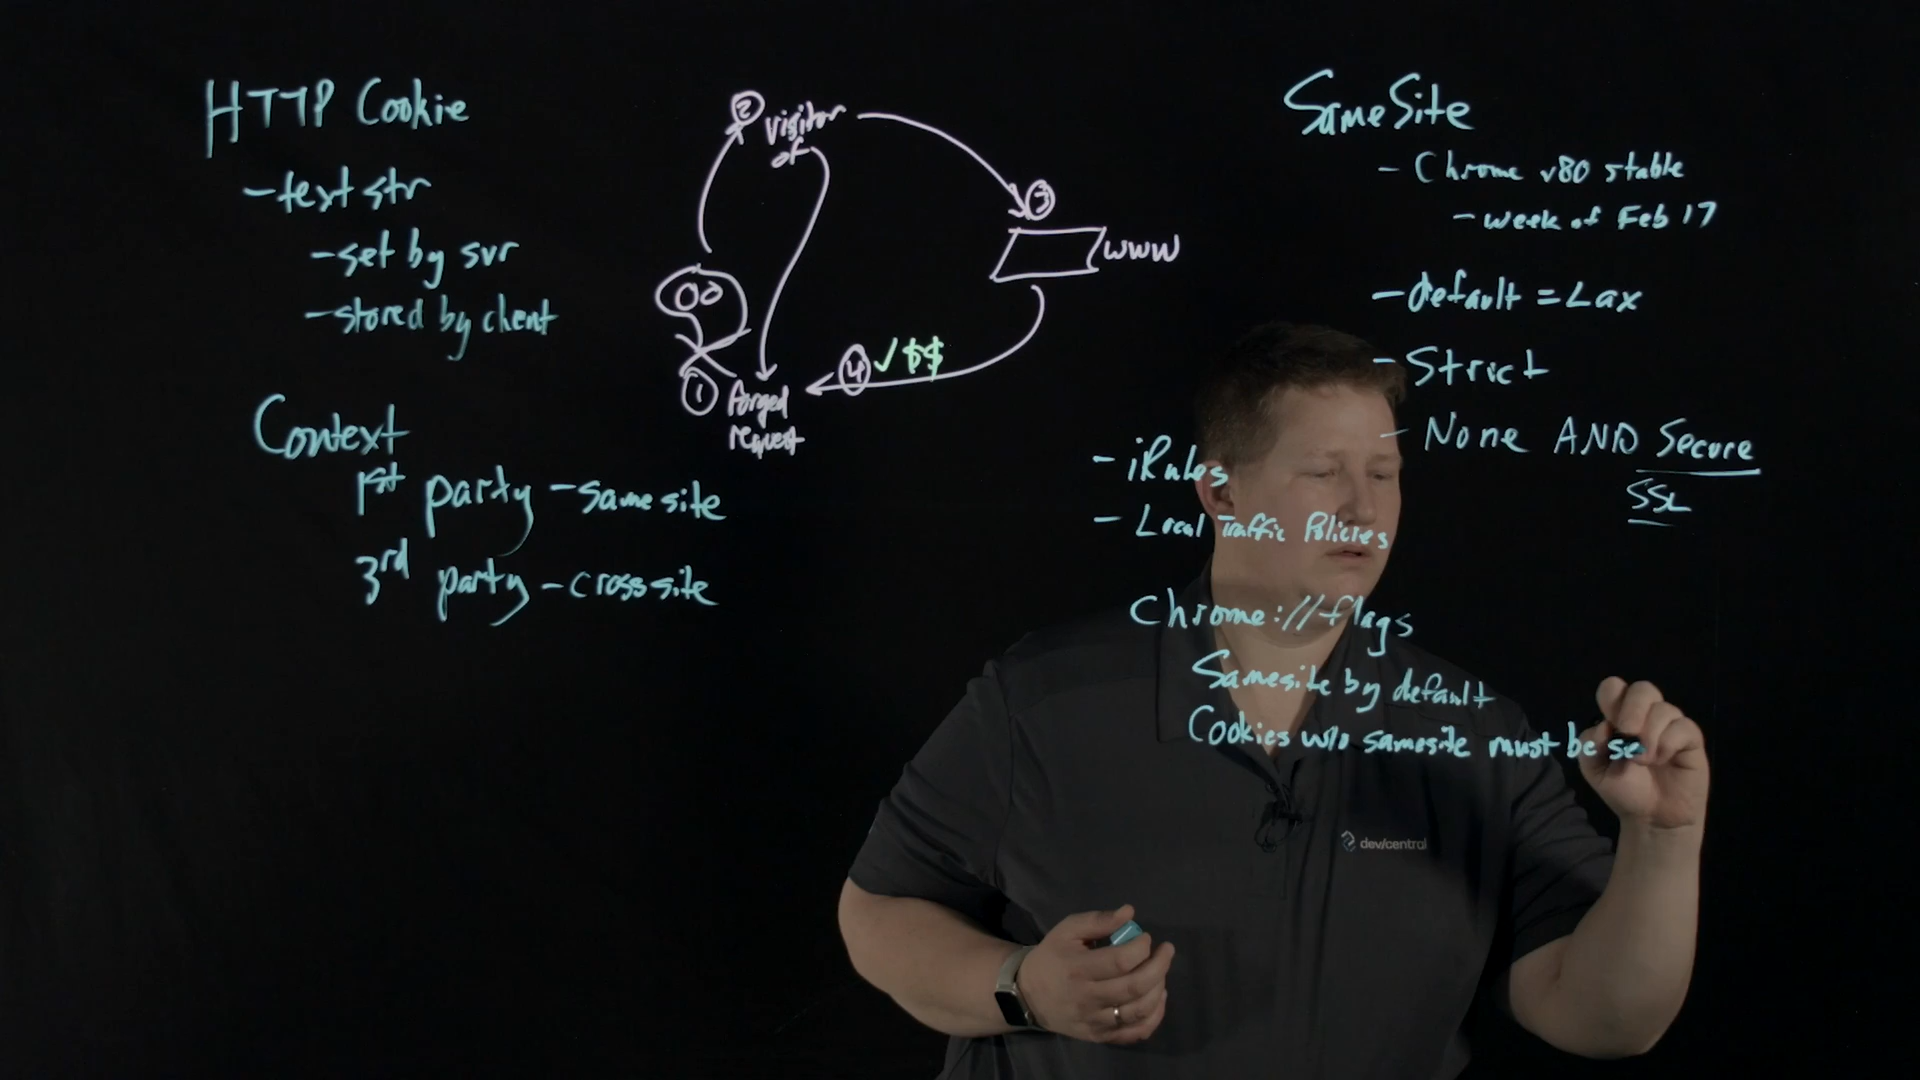 HTTP Cookie
- text str
- set by svr
- stored by client
Context
1st party - same site
3rd party - cross site
2 visitor
of
3
WWW
4 ✓ $$
1 forged
request
SameSite
- Chrome v80 stable
- week of Feb 17
- default = Lax
- Strict
- None AND Secure
SSL
- iRules
- Local Traffic Policies
Chrome://flags
Samesite by default
Cookies w/o samesite must be se
dev/central